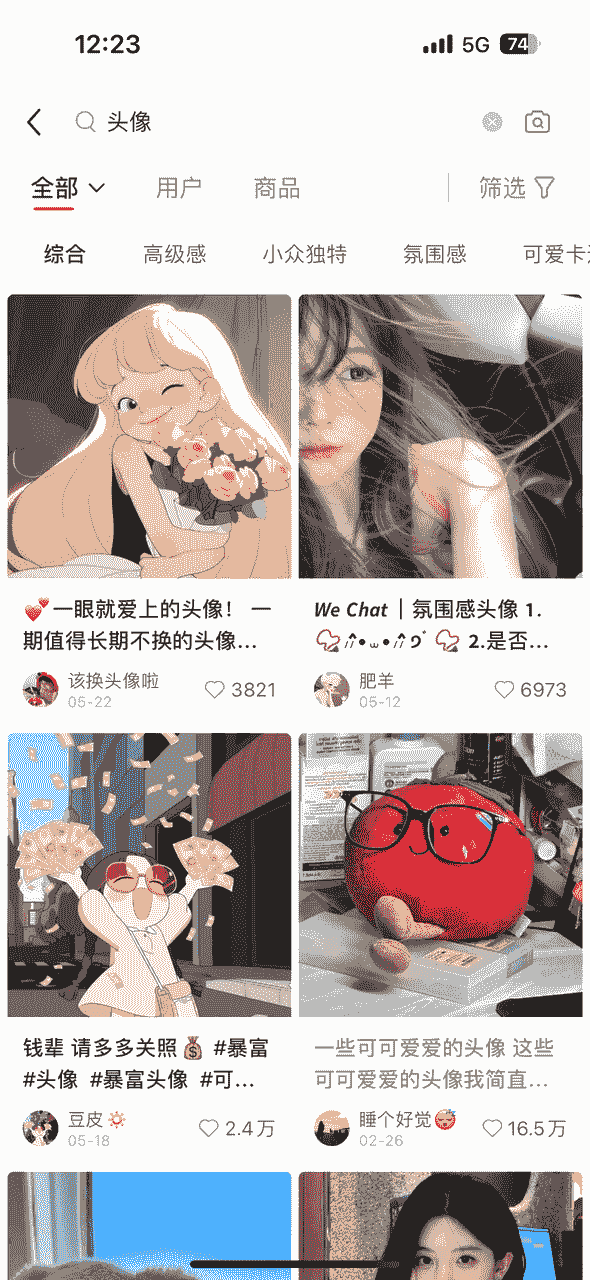 12:23
5G 74
头像
全部 用户 商品 筛选
综合 高级感 小众独特 氛围感 可爱卡
💕一眼就爱上的头像！ 一
期值得长期不换的头像...
该换头像啦
05-22
3821
We Chat｜氛围感头像 1.
2.是否...
肥羊
05-12
6973
钱辈 请多多关照💰 #暴富
#头像 #暴富头像 #可...
豆皮🔅
05-18
2.4万
一些可可爱爱的头像 这些
可可爱爱的头像我简直...
睡个好觉😴
02-26
16.5万